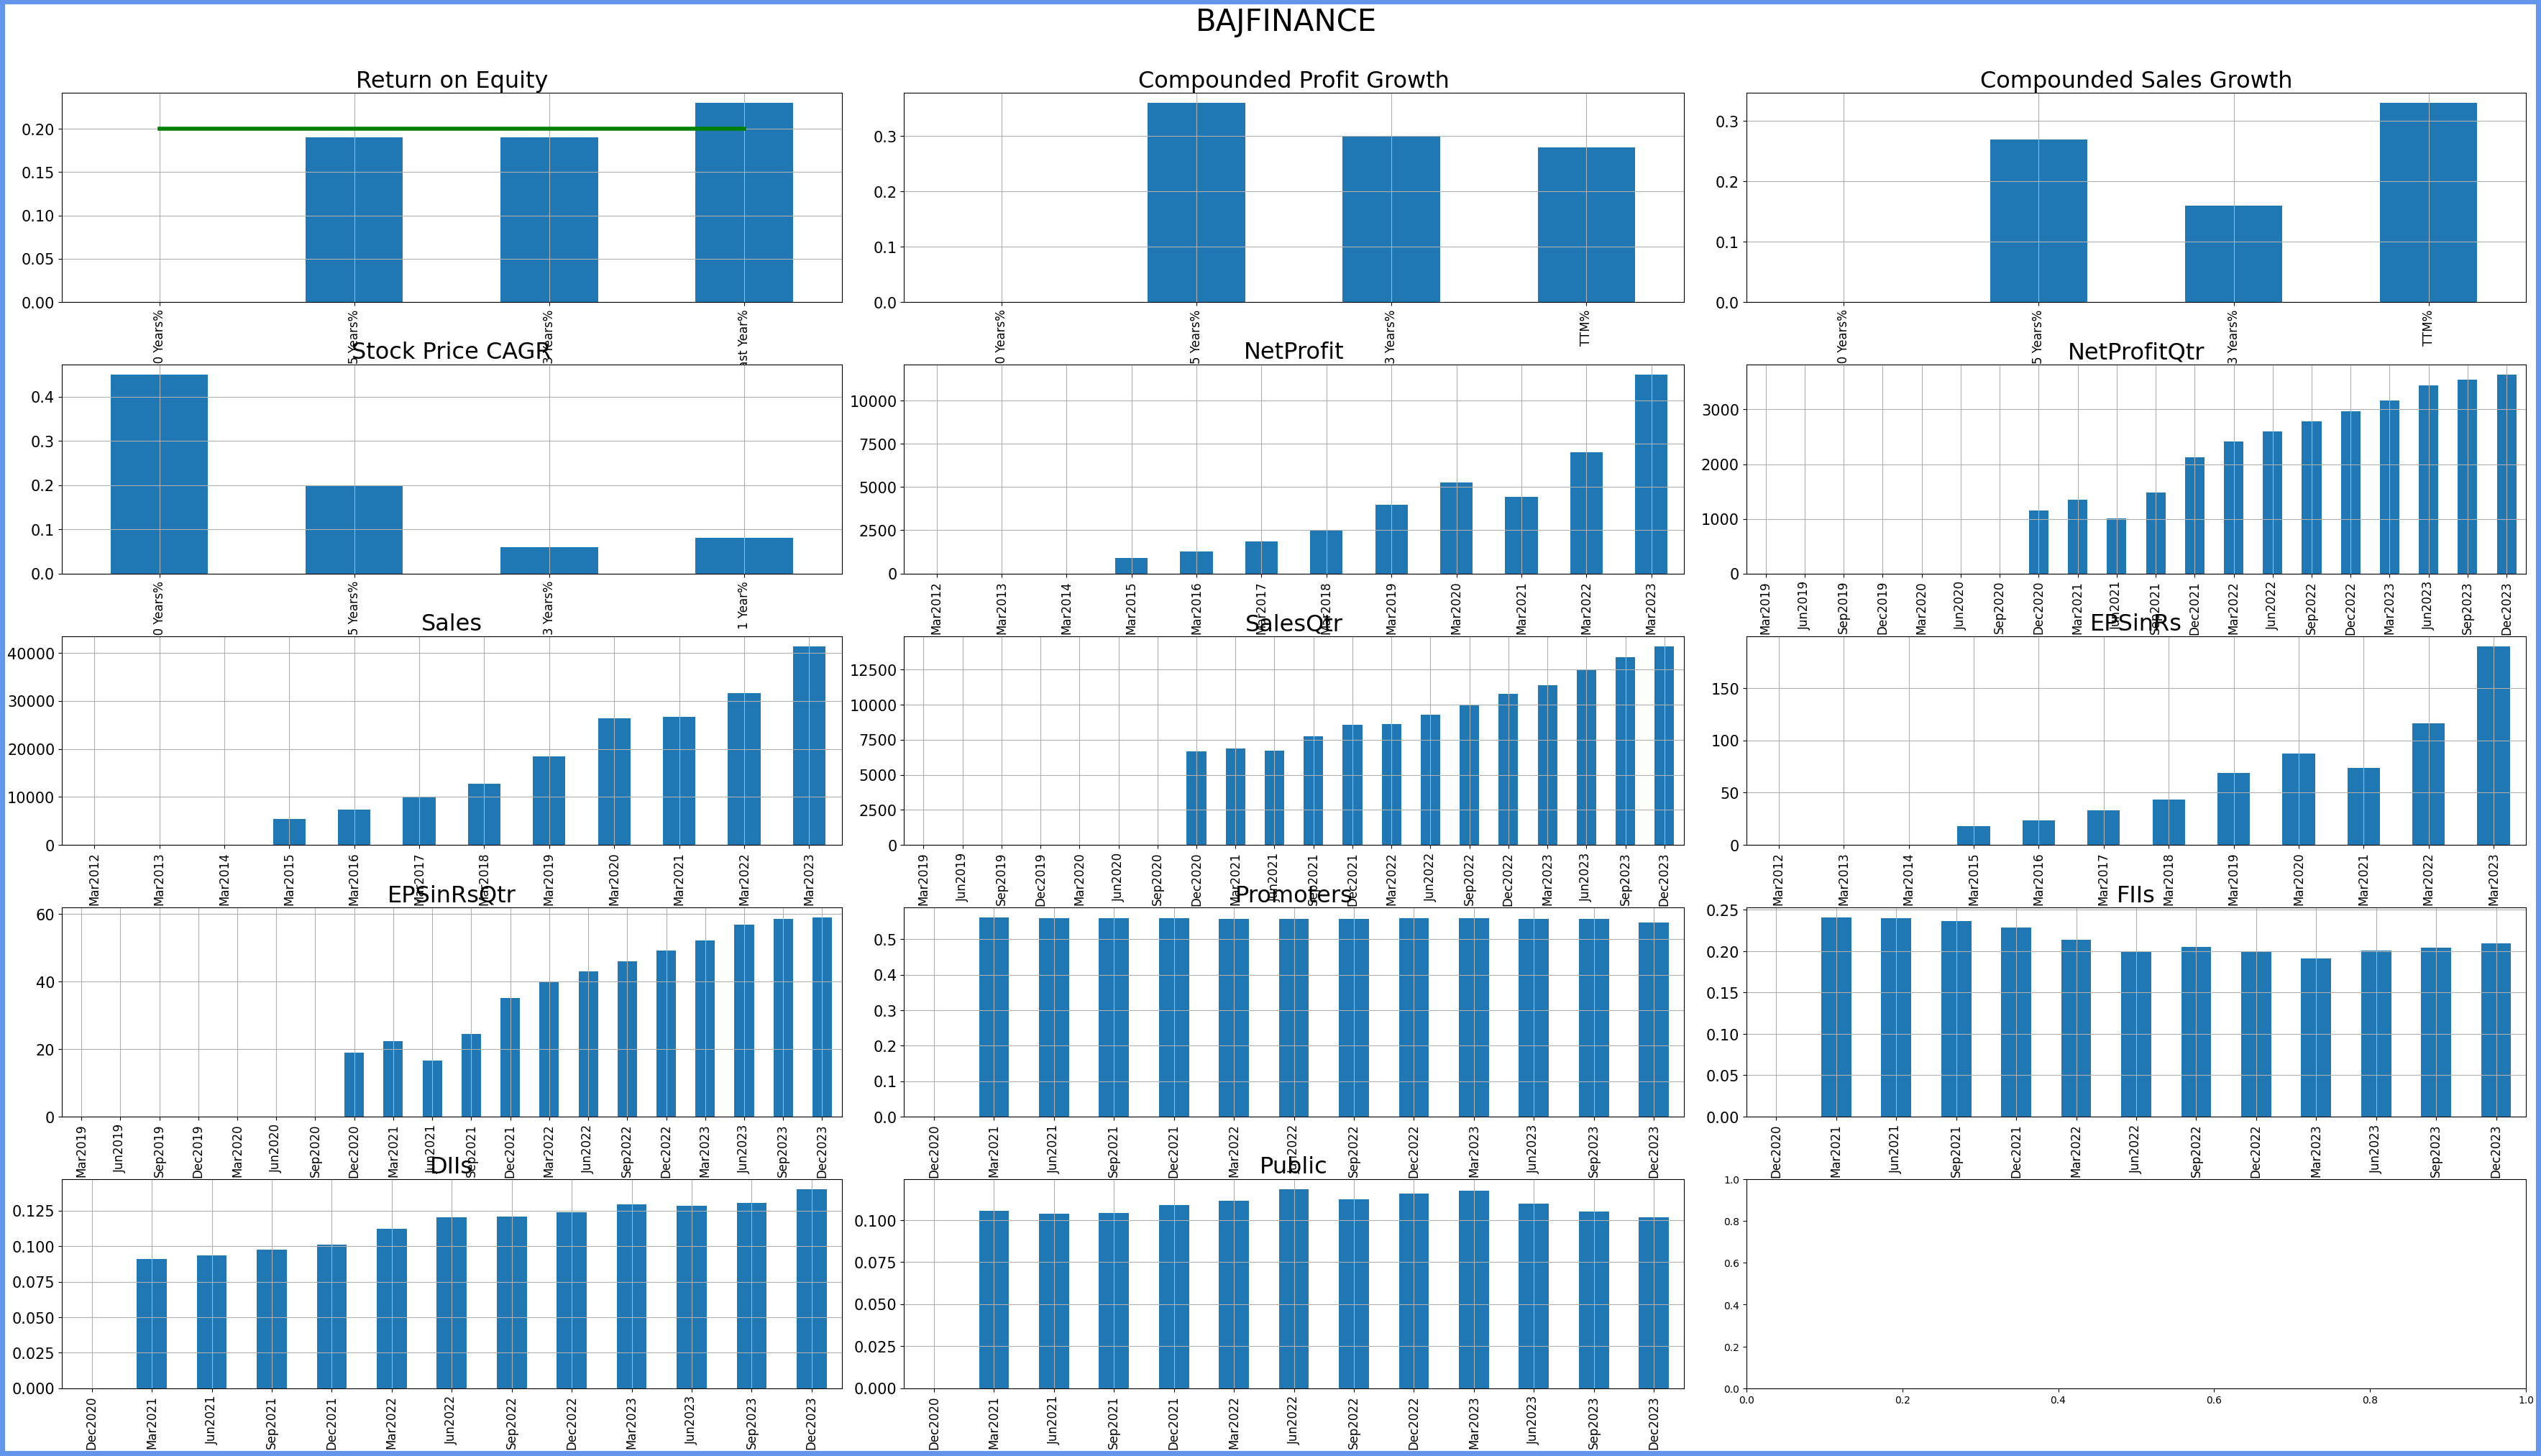 BAJFINANCE
Return on Equity
0.20
0.15
0.10
0.05
0.00
0 Years%
5 Years%
3 Years%
ast Year%
Compounded Profit Growth
0.3
0.2
0.1
0.0
0 Years%
5 Years%
3 Years%
TTM%
Compounded Sales Growth
0.3
0.2
0.1
0.0
0 Years%
5 Years%
3 Years%
TTM%
Stock Price CAGR
0.4
0.3
0.2
0.1
0.0
0 Years%
5 Years%
3 Years%
1 Year%
NetProfit
10000
7500
5000
2500
0
Mar2012
Mar2013
Mar2014
Mar2015
Mar2016
Mar2017
Mar2018
Mar2019
Mar2020
Mar2021
Mar2022
Mar2023
NetProfitQtr
3000
2000
1000
0
Mar2019
Jun2019
Sep2019
Dec2019
Mar2020
Jun2020
Sep2020
Dec2020
Mar2021
Jun2021
Sep2021
Dec2021
Mar2022
Jun2022
Sep2022
Dec2022
Mar2023
Jun2023
Sep2023
Dec2023
Sales
40000
30000
20000
10000
0
Mar2012
Mar2013
Mar2014
Mar2015
Mar2016
Mar2017
Mar2018
Mar2019
Mar2020
Mar2021
Mar2022
Mar2023
SalesQtr
12500
10000
7500
5000
2500
0
Mar2019
Jun2019
Sep2019
Dec2019
Mar2020
Jun2020
Sep2020
Dec2020
Mar2021
Jun2021
Sep2021
Dec2021
Mar2022
Jun2022
Sep2022
Dec2022
Mar2023
Jun2023
Sep2023
Dec2023
EPSinRs
150
100
50
0
Mar2012
Mar2013
Mar2014
Mar2015
Mar2016
Mar2017
Mar2018
Mar2019
Mar2020
Mar2021
Mar2022
Mar2023
EPSinRsQtr
60
40
20
0
Mar2019
Jun2019
Sep2019
Dec2019
Mar2020
Jun2020
Sep2020
Dec2020
Mar2021
Jun2021
Sep2021
Dec2021
Mar2022
Jun2022
Sep2022
Dec2022
Mar2023
Jun2023
Sep2023
Dec2023
Promoters
0.5
0.4
0.3
0.2
0.1
0.0
Dec2020
Mar2021
Jun2021
Sep2021
Dec2021
Mar2022
Jun2022
Sep2022
Dec2022
Mar2023
Jun2023
Sep2023
Dec2023
FIIs
0.25
0.20
0.15
0.10
0.05
0.00
Dec2020
Mar2021
Jun2021
Sep2021
Dec2021
Mar2022
Jun2022
Sep2022
Dec2022
Mar2023
Jun2023
Sep2023
Dec2023
DIIs
0.125
0.100
0.075
0.050
0.025
0.000
Dec2020
Mar2021
Jun2021
Sep2021
Dec2021
Mar2022
Jun2022
Sep2022
Dec2022
Mar2023
Jun2023
Sep2023
Dec2023
Public
0.100
0.075
0.050
0.025
0.000
Dec2020
Mar2021
Jun2021
Sep2021
Dec2021
Mar2022
Jun2022
Sep2022
Dec2022
Mar2023
Jun2023
Sep2023
Dec2023
1.0
0.8
0.6
0.4
0.2
0.0
0.0
0.2
0.4
0.6
0.8
1.0